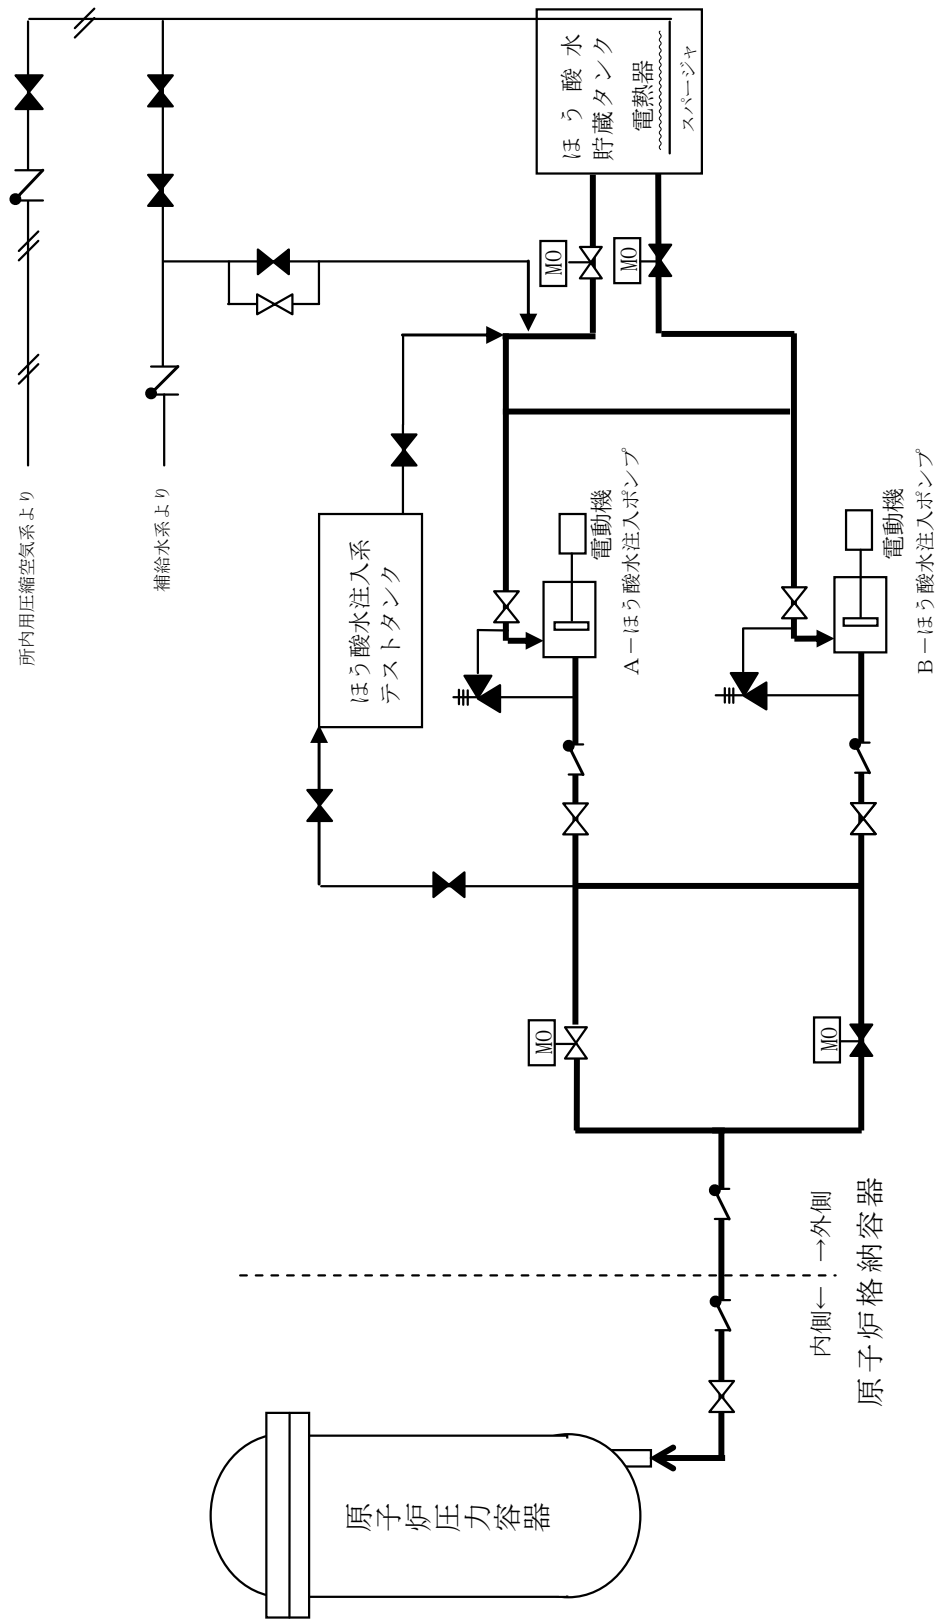 ほう酸水
貯蔵タンク
電熱器
スパージャ
MO
MO
所内用圧縮空気系より
補給水系より
ほう酸水注入系
テストタンク
電動機
A－ほう酸水注入ポンプ
電動機
B－ほう酸水注入ポンプ
MO
MO
内側← →外側
原子炉格納容器
原子炉圧力容器